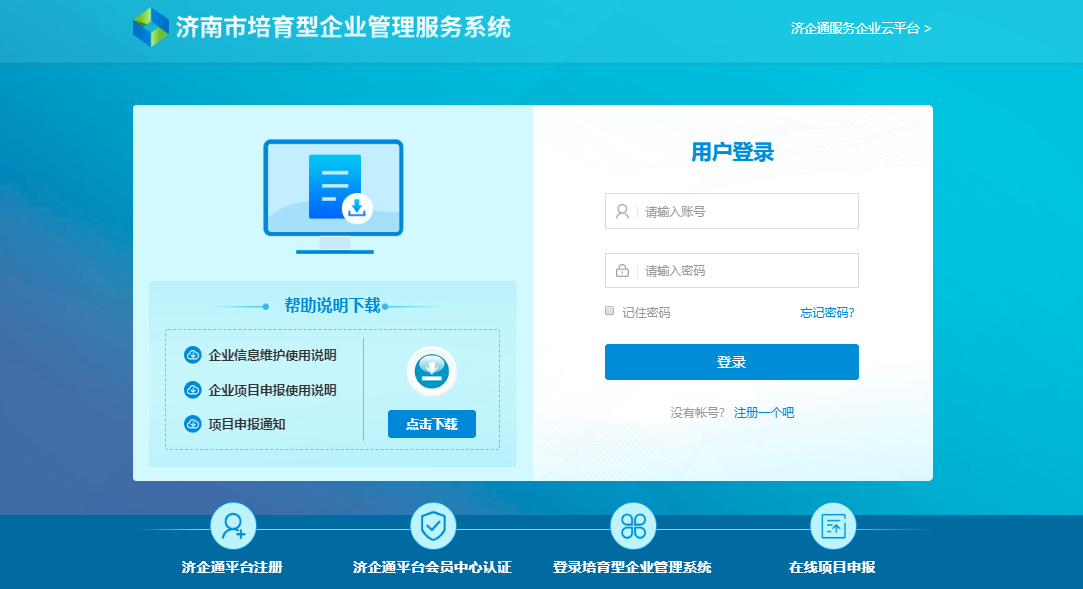 济南市培育型企业管理服务系统
济企通服务企业云平台 >
用户登录
请输入账号
请输入密码
记住密码
忘记密码?
登录
没有帐号? 注册一个吧
帮助说明下载
企业信息维护使用说明
企业项目申报使用说明
项目申报通知
点击下载
济企通平台注册
济企通平台会员中心认证
登录培育型企业管理系统
在线项目申报